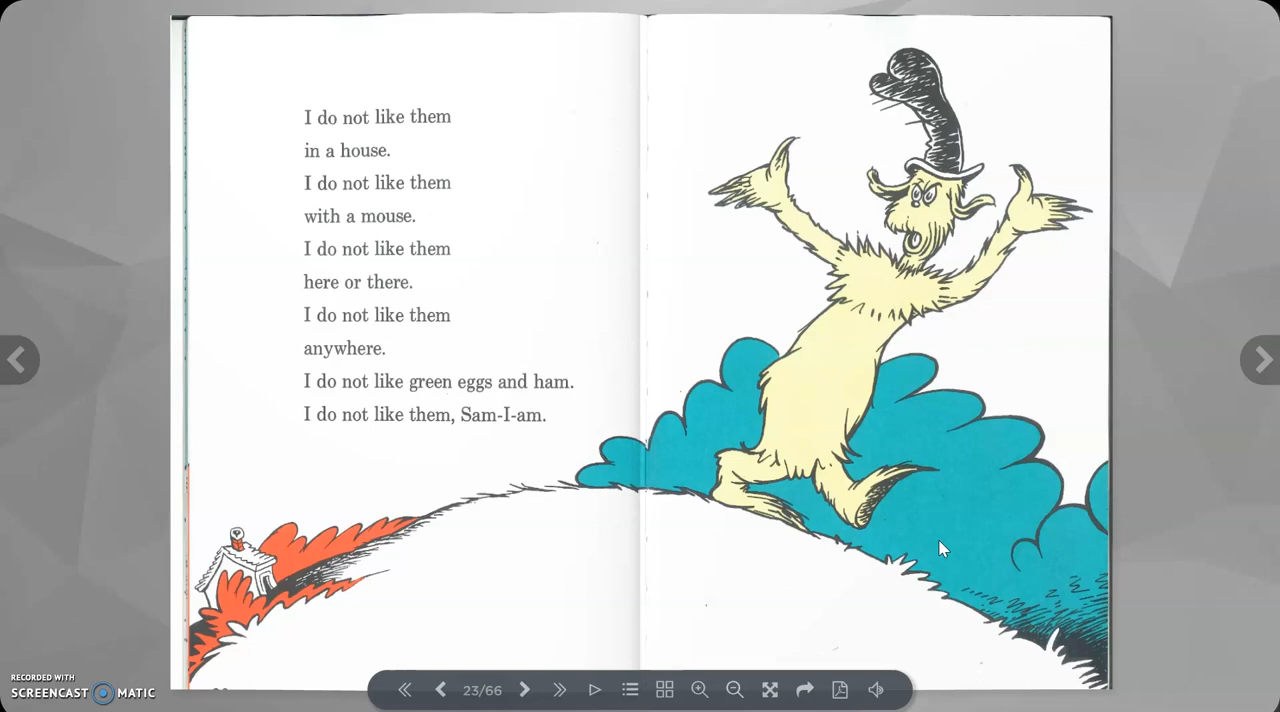 I do not like them
in a house.
I do not like them
with a mouse.
I do not like them
here or there.
I do not like them
anywhere.
I do not like green eggs and ham.
I do not like them, Sam-I-am.
23/66
RECORDED WITH
SCREENCAST MATIC